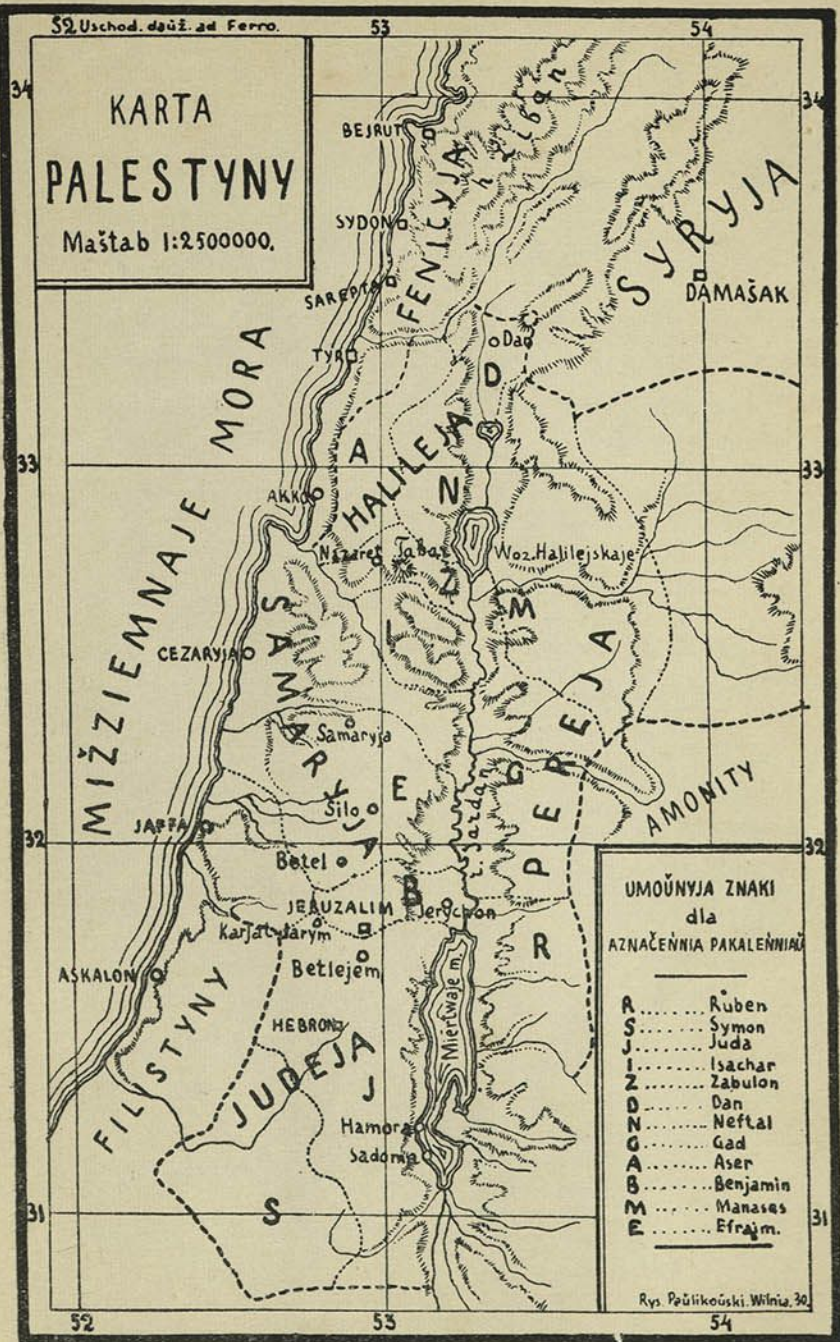 52 Uschod. daŭž. ad Ferro.
53
54
34
34
KARTA
PALESTYNY
Maštab 1:2500000.
BEJRUT
SYDON
FENICYJA
SYRYJA
DAMAŠAK
SAREPTA
TYR
Dan
D
MIŽZIEMNAJE MORA
33
33
A
HALILEJA
N
AKKO
Nazaret
Tabar
Woz. Halilejskaje
Z
M
I
SAMARYJA
CEZARYJA
PEREJA
Samaryja
G
E
AMONITY
Silo
r. Jardan
JAFFA
32
32
Betel
B
JERUZALIM
Jerychon
Karjatyjarym
R
Betlejem
ASKALON
Miertwaje m.
FILISTYNY
HEBRON
JUDEJA
J
Hamora
Sadoma
S
31
31
UMOŬNYJA ZNAKI
dla
AZNAČEŃNIA PAKALEŃNIAŬ
R ........ Ruben
S ........ Symon
J ........ Juda
I ........ Isachar
Z ........ Zabulon
D ........ Dan
N ........ Neftal
G ........ Gad
A ........ Aser
B ........ Benjamin
M ........ Manases
E ........ Efrajm.
Rys. Paŭlikoŭski. Wilnia. 30.
52
53
54